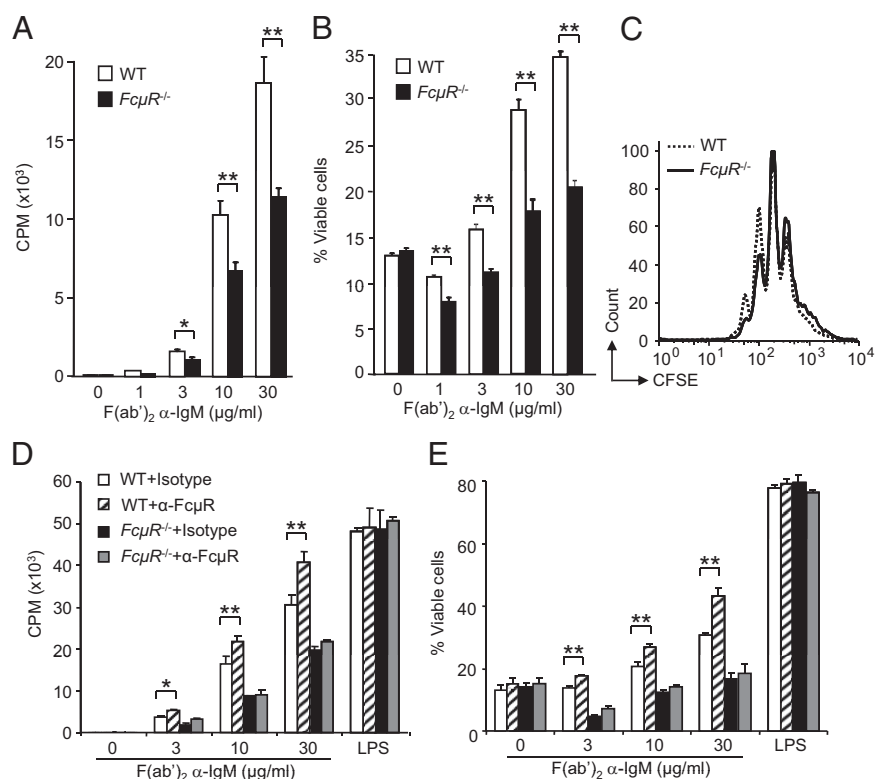 A
CPM (x10³)
20
15
10
5
0
WT
FcμR⁻/⁻
*
**
**
0 1 3 10 30
F(ab')₂ α-IgM (μg/ml)
B
% Viable cells
35
30
25
20
15
10
5
0
WT
FcμR⁻/⁻
**
**
**
**
0 1 3 10 30
F(ab')₂ α-IgM (μg/ml)
C
WT
FcμR⁻/⁻
100
80
60
40
20
0
10⁰ 10¹ 10² 10³ 10⁴
Count
CFSE
D
CPM (x10³)
60
50
40
30
20
10
0
WT+Isotype
WT+α-FcμR
FcμR⁻/⁻+Isotype
FcμR⁻/⁻+α-FcμR
*
**
**
0 3 10 30 LPS
F(ab')₂ α-IgM (μg/ml)
E
% Viable cells
80
60
40
20
0
**
**
**
0 3 10 30 LPS
F(ab')₂ α-IgM (μg/ml)